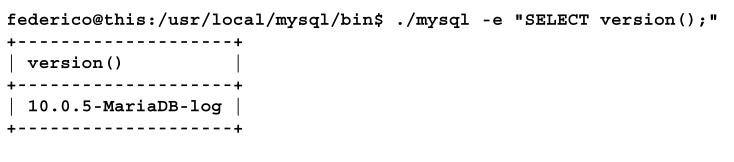 federico@this:/usr/local/mysql/bin$ ./mysql -e "SELECT version();"
+--------------------+
| version()          |
+--------------------+
| 10.0.5-MariaDB-log |
+--------------------+